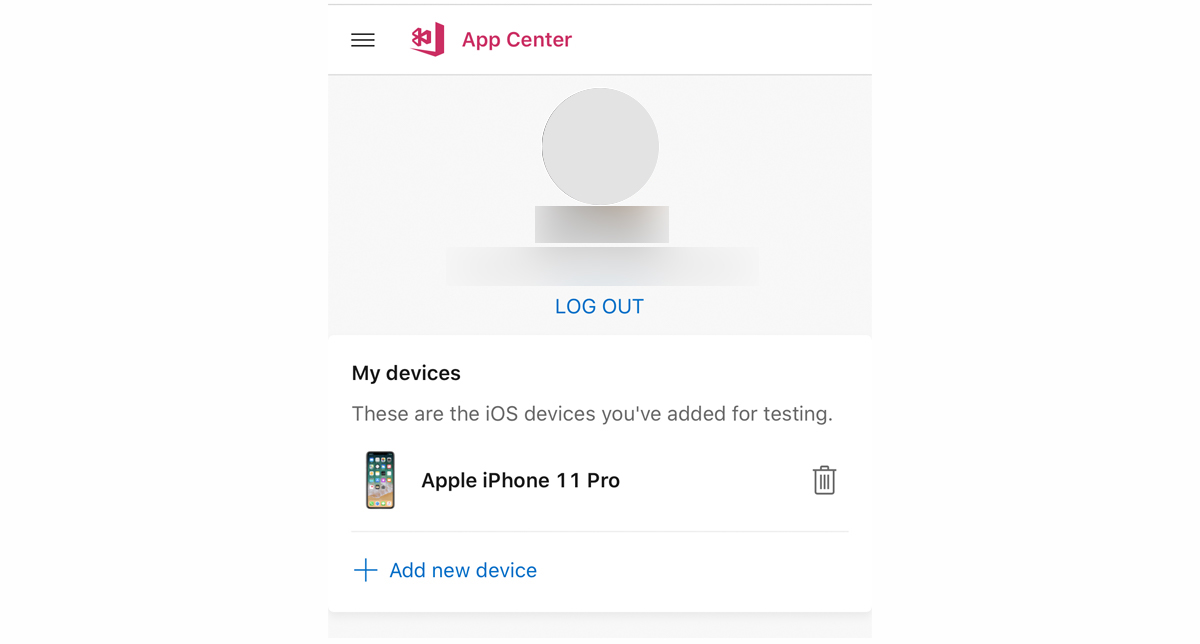 App Center
LOG OUT
My devices
These are the iOS devices you've added for testing.
Apple iPhone 11 Pro
Add new device